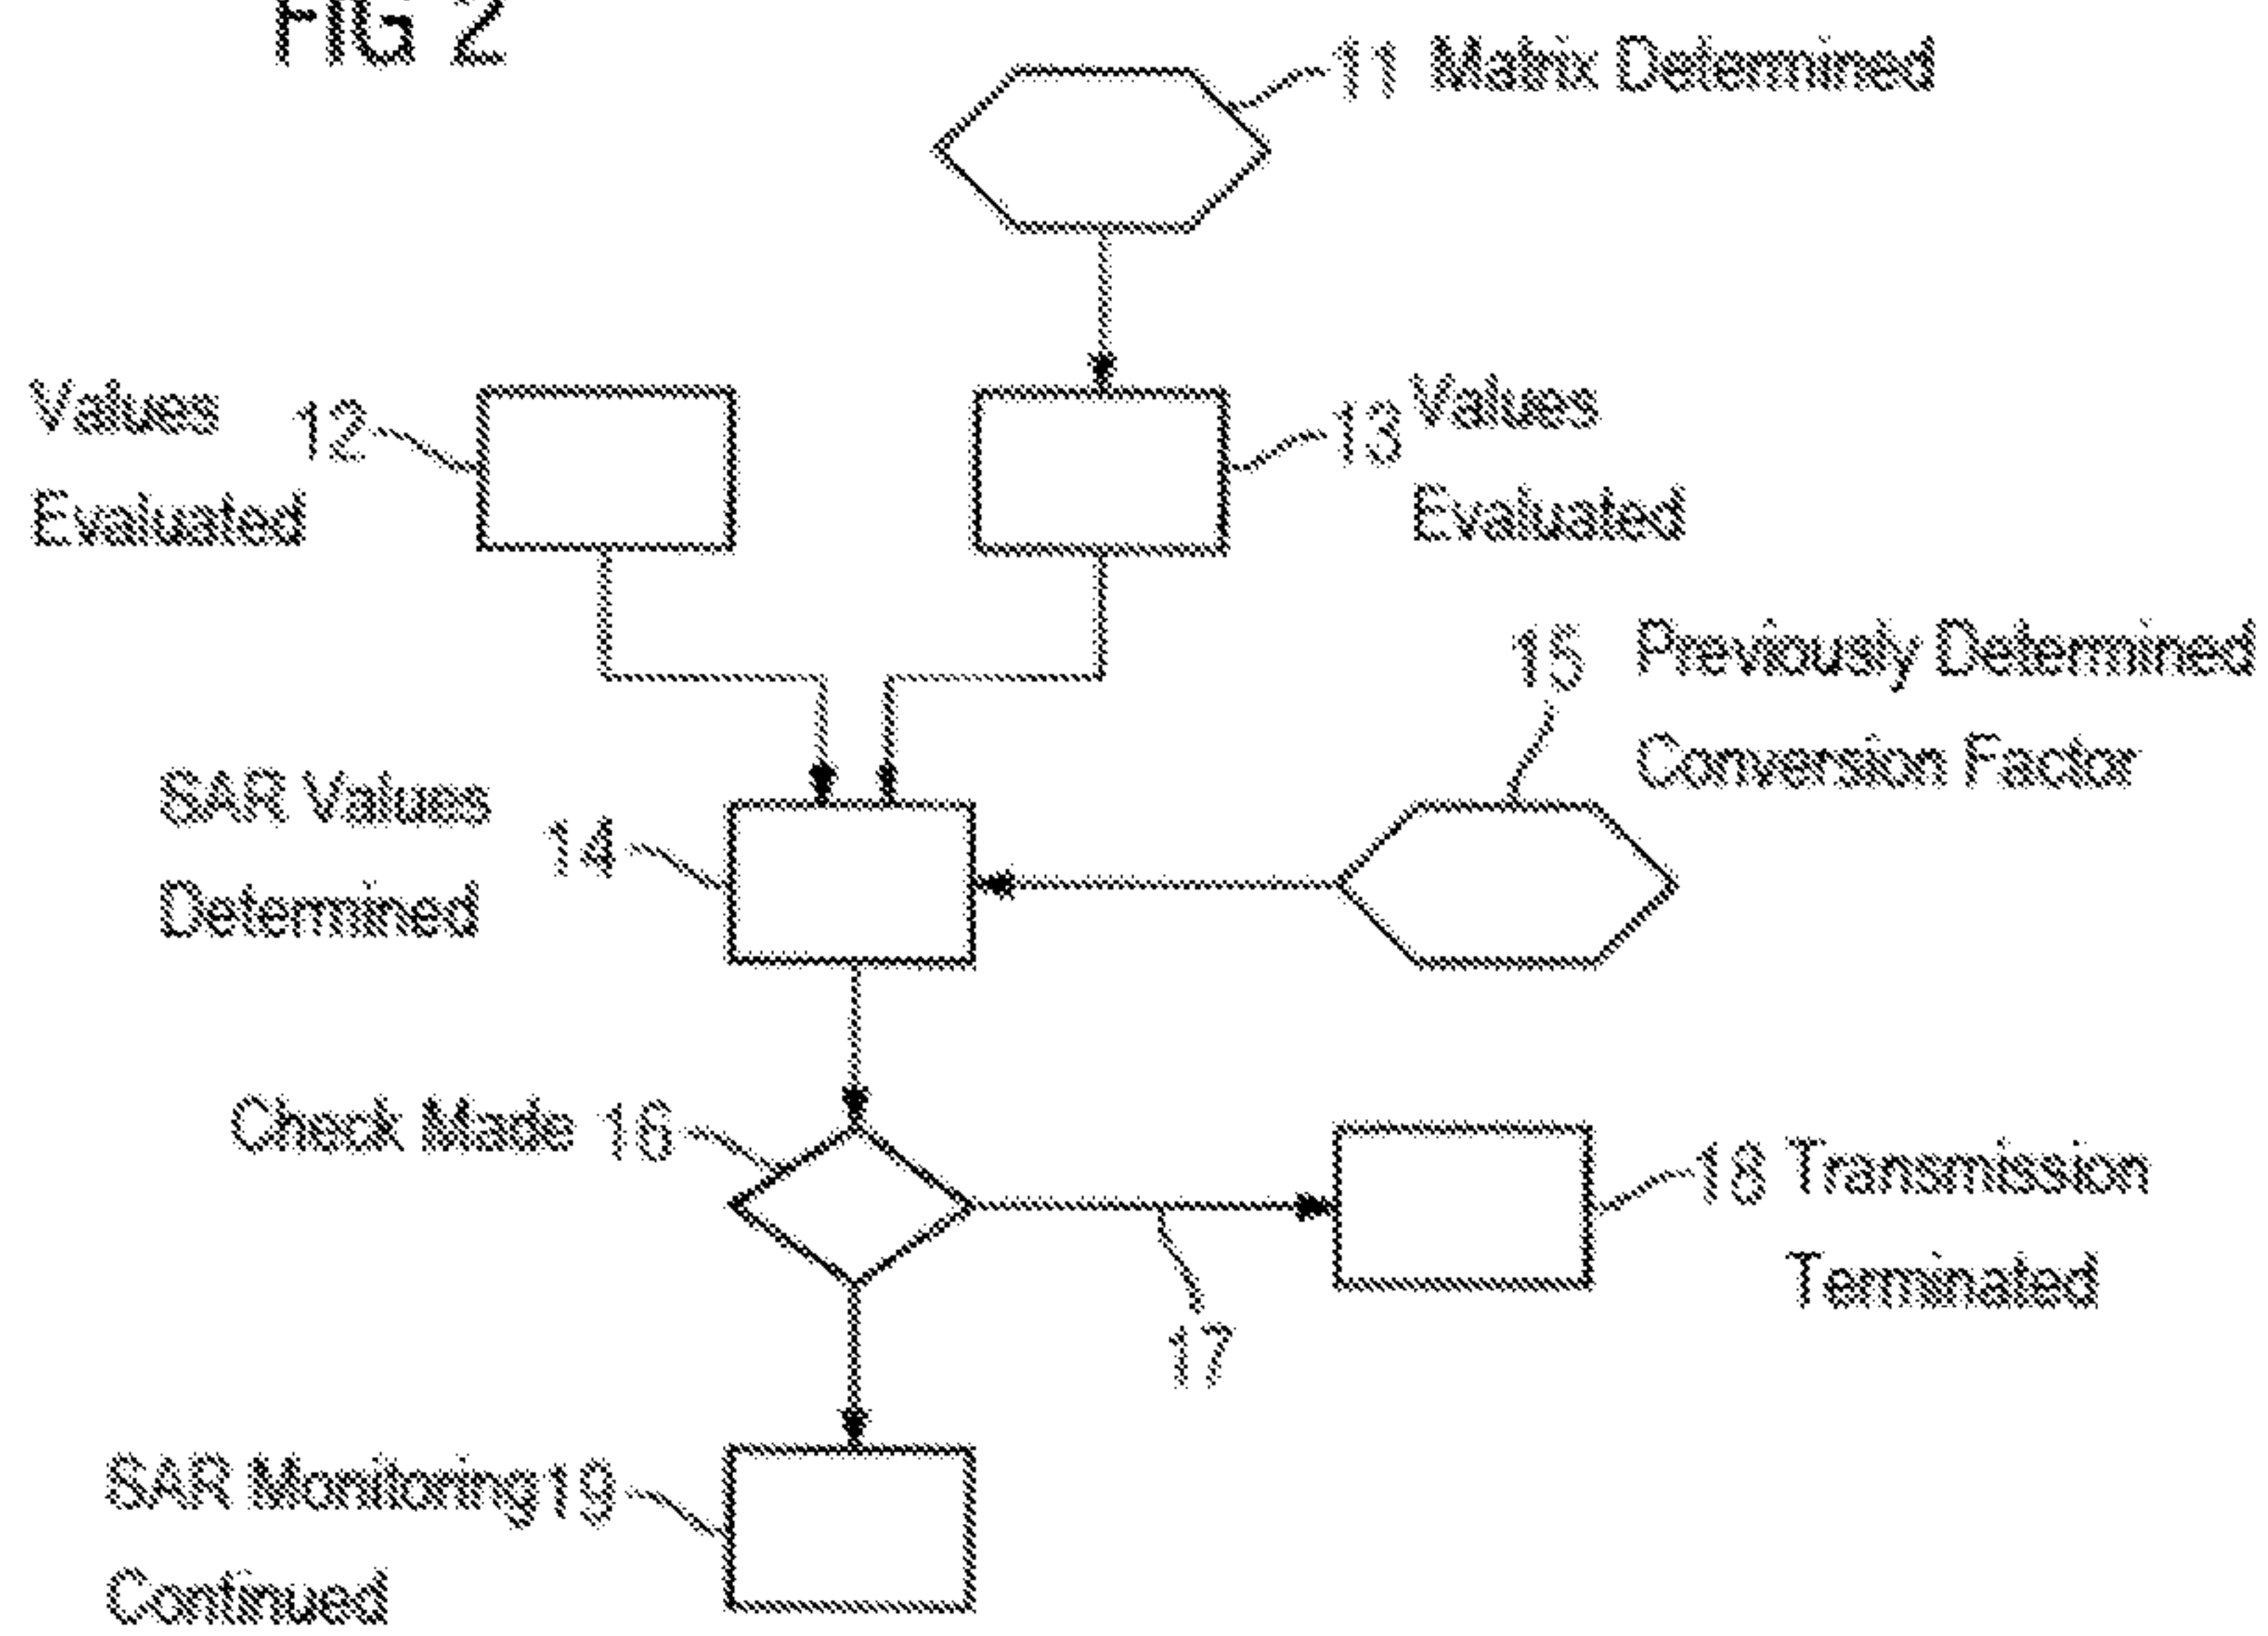 FIG 2
11 Matrix Determined
Values
Evaluated
12
13
Values
Evaluated
15
Previously Determined
Conversion Factor
SAR Values
Determined
14
Check Made 16
18 Transmission
Terminated
17
SAR Monitoring 19
Continued